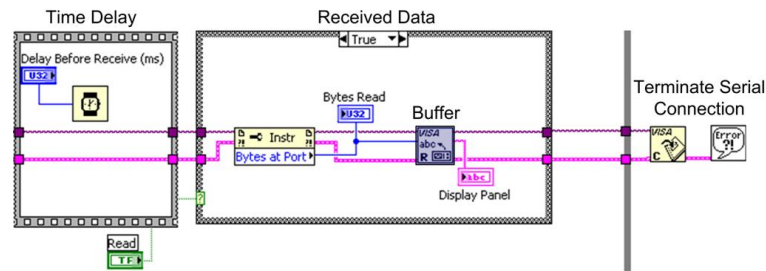 Time Delay
Received Data
True
Delay Before Receive (ms)
U32
Terminate Serial
Connection
Bytes Read
U32
Buffer
Instr
Bytes at Port
VISA
abc
R
VISA
C
Error
?!
abc
Display Panel
?
Read
TF